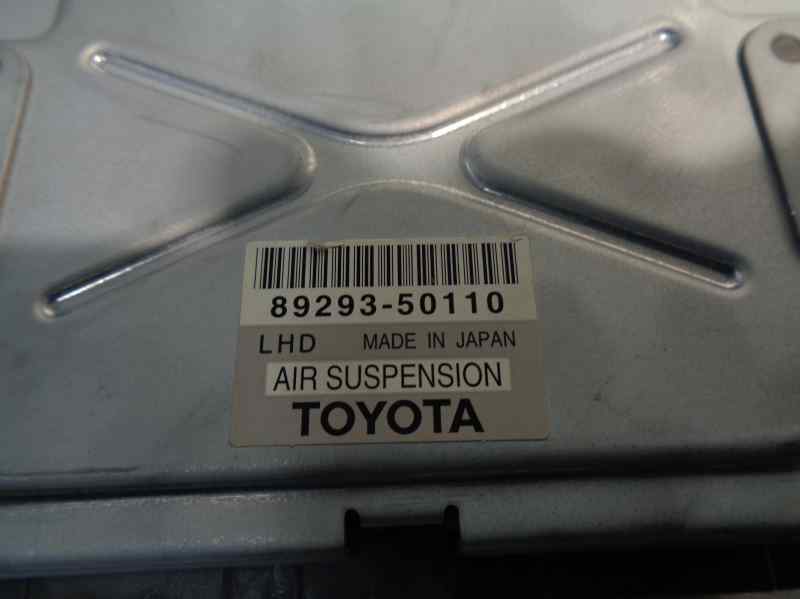 89293-50110
LHD MADE IN JAPAN
AIR SUSPENSION
TOYOTA